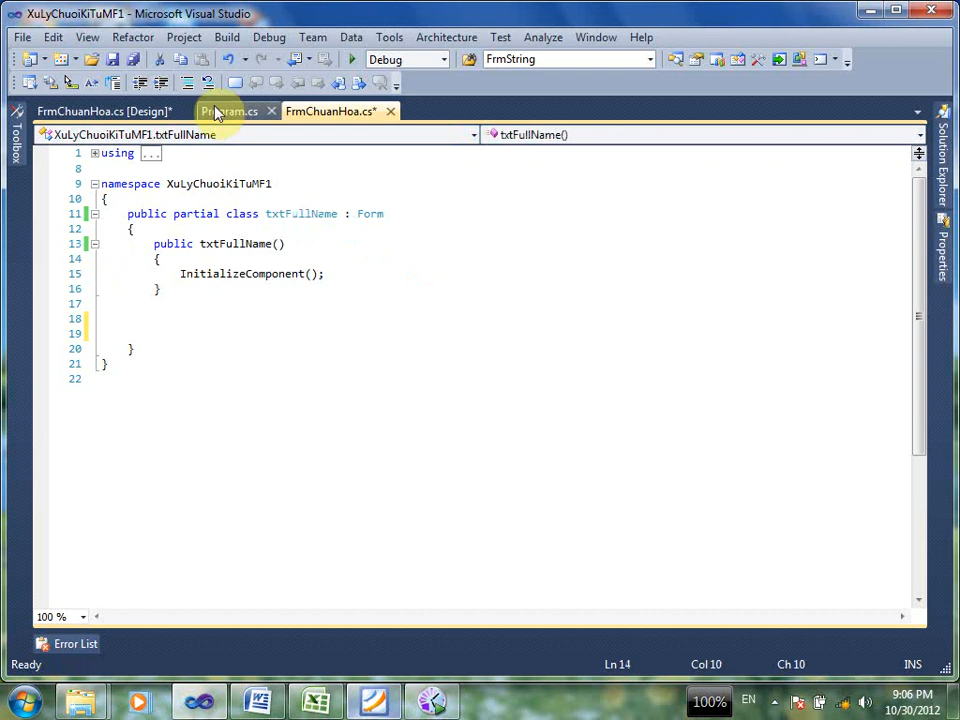 XuLyChuoiKiTuMF1 - Microsoft Visual Studio
File Edit View Refactor Project Build Debug Team Data Tools Architecture Test Analyze Window Help
Debug FrmString
FrmChuanHoa.cs [Design]* Program.cs FrmChuanHoa.cs*
XuLyChuoiKiTuMF1.txtFullName txtFullName()
Toolbox
Solution Explorer
Properties
1 using ...
8
9 namespace XuLyChuoiKiTuMF1
10 {
11 public partial class txtFullName : Form
12 {
13 public txtFullName()
14 {
15 InitializeComponent();
16 }
17
18
19
20 }
21 }
22
100 %
Error List
Ready Ln 14 Col 10 Ch 10 INS
100% EN 9:06 PM
10/30/2012